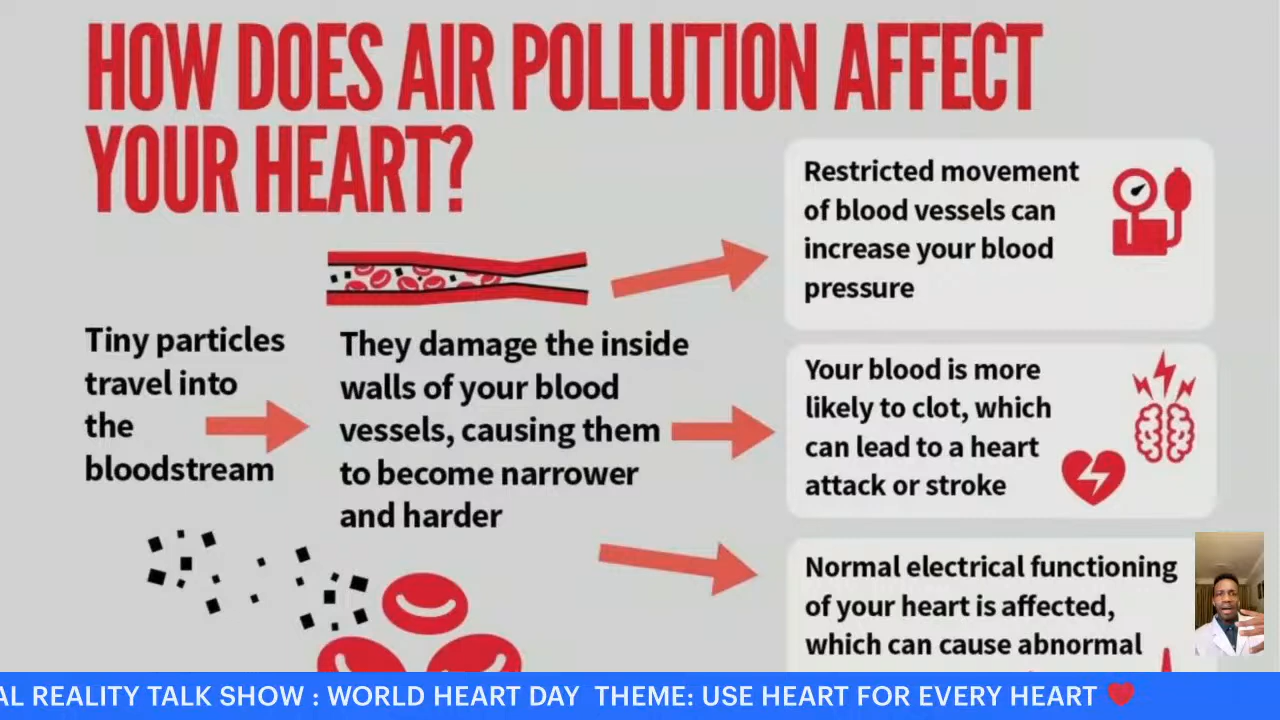 HOW DOES AIR POLLUTION AFFECT
YOUR HEART?
Tiny particles
travel into
the
bloodstream
They damage the inside
walls of your blood
vessels, causing them
to become narrower
and harder
Restricted movement
of blood vessels can
increase your blood
pressure
Your blood is more
likely to clot, which
can lead to a heart
attack or stroke
Normal electrical functioning
of your heart is affected,
which can cause abnormal
AL REALITY TALK SHOW : WORLD HEART DAY THEME: USE HEART FOR EVERY HEART ❤️